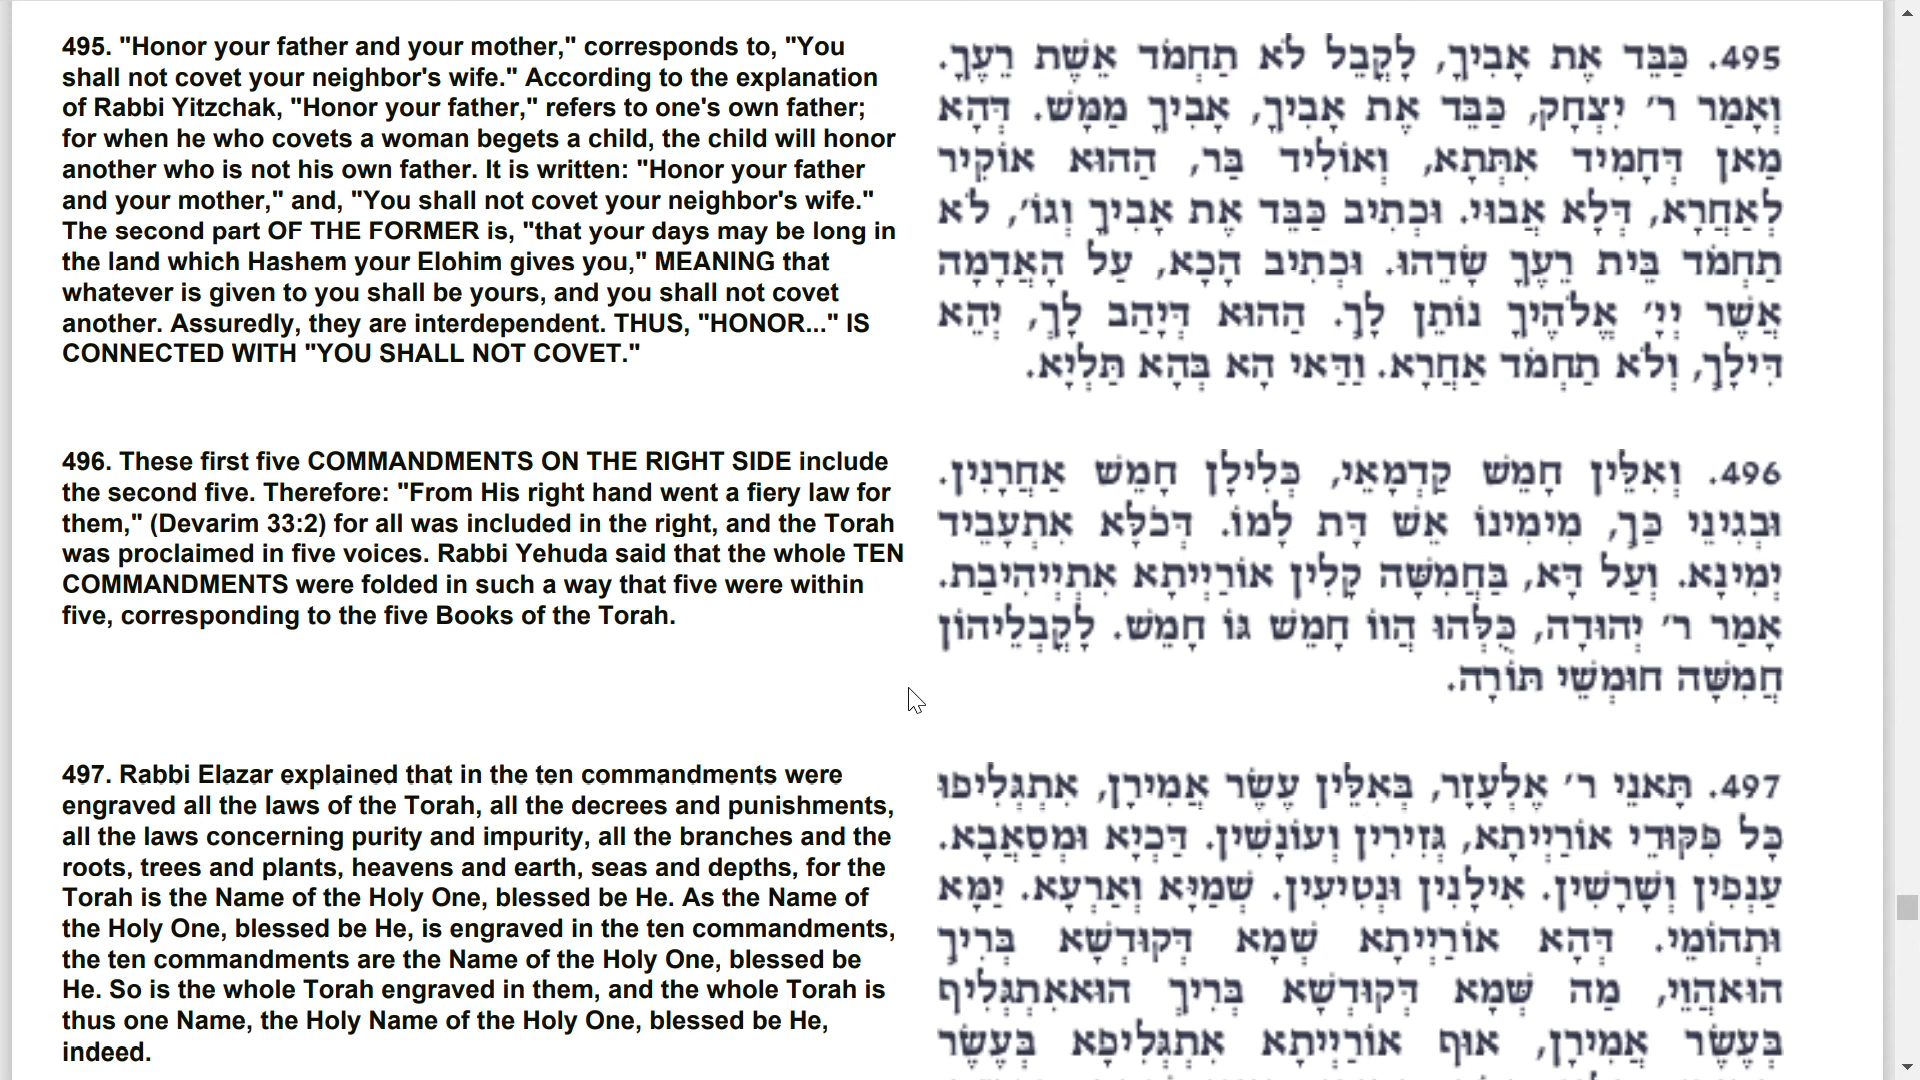 495. "Honor your father and your mother," corresponds to, "You
shall not covet your neighbor's wife." According to the explanation
of Rabbi Yitzchak, "Honor your father," refers to one's own father;
for when he who covets a woman begets a child, the child will honor
another who is not his own father. It is written: "Honor your father
and your mother," and, "You shall not covet your neighbor's wife."
The second part OF THE FORMER is, "that your days may be long in
the land which Hashem your Elohim gives you," MEANING that
whatever is given to you shall be yours, and you shall not covet
another. Assuredly, they are interdependent. THUS, "HONOR..." IS
CONNECTED WITH "YOU SHALL NOT COVET."
495. כַּבֵּד אֶת אָבִיךָ, לָקֳבֵל לֹא תַחְמֹד אֵשֶׁת רֵעֶךָ.
וְאָמַר ר' יִצְחָק, כַּבֵּד אֶת אָבִיךָ, אָבִיךָ מַמָּשׁ. דְּהָא
מַאן דְּחָמִיד אִתְּתָא, וְאוֹלִיד בַּר, הַהוּא אוֹקִיר
לְאַחֲרָא, דְּלָא אֲבוּי. וּכְתִיב כַּבֵּד אֶת אָבִיךָ וְגוֹ', לֹא
תַחְמֹד בֵּית רֵעֶךָ שָׂדֵהוּ. וּכְתִיב הָכָא, עַל הָאֲדָמָה
אֲשֶׁר יְיָ' אֱלֹהֶיךָ נוֹתֵן לָךְ. הַהוּא דְּיָהַב לָךְ, יְהֵא
דִּילָךְ, וְלֹא תַחְמֹד אַחֲרָא. וַדַּאי הָא בְּהָא תַּלְיָא.
496. These first five COMMANDMENTS ON THE RIGHT SIDE include
the second five. Therefore: "From His right hand went a fiery law for
them," (Devarim 33:2) for all was included in the right, and the Torah
was proclaimed in five voices. Rabbi Yehuda said that the whole TEN
COMMANDMENTS were folded in such a way that five were within
five, corresponding to the five Books of the Torah.
496. וְאִלֵּין חָמֵשׁ קַדְמָאֵי, כְּלִילָן חָמֵשׁ אַחֲרָנִין.
וּבְגִינֵי כַּךְ, מִימִינוֹ אֵשׁ דָּת לָמוֹ. דְּכֹלָּא אִתְעָבֵיד
יְמִינָא. וְעַל דָּא, בַּחֲמִשָּׁה קָלִין אוֹרַיְיתָא אִתְיְיהִיבַת.
אָמַר ר' יְהוּדָה, כֻּלְּהוּ הֲווֹ חָמֵשׁ גּוֹ חָמֵשׁ. לָקֳבְלֵיהוֹן
חֲמִשָּׁה חוּמְשֵׁי תּוֹרָה.
497. Rabbi Elazar explained that in the ten commandments were
engraved all the laws of the Torah, all the decrees and punishments,
all the laws concerning purity and impurity, all the branches and the
roots, trees and plants, heavens and earth, seas and depths, for the
Torah is the Name of the Holy One, blessed be He. As the Name of
the Holy One, blessed be He, is engraved in the ten commandments,
the ten commandments are the Name of the Holy One, blessed be
He. So is the whole Torah engraved in them, and the whole Torah is
thus one Name, the Holy Name of the Holy One, blessed be He,
indeed.
497. תָּאנֵי ר' אֶלְעָזָר, בְּאִלֵּין עֶשֶׂר אֲמִירָן, אִתְגְּלִיפוּ
כָּל פִּקּוּדֵי אוֹרַיְיתָא, גְּזִירִין וְעוֹנָשִׁין. דַּכְיָא וּמְסַאֲבָא.
עַנְפִין וְשָׁרָשִׁין. אִילָנִין וּנְטִיעִין. שְׁמַיָּא וְאַרְעָא. יַמָּא
וּתְהוֹמֵי. דְּהָא אוֹרַיְיתָא שְׁמָא דְּקוּדְשָׁא בְּרִיךְ
הוּאהֲוֵי, מַה שְּׁמָא דְּקוּדְשָׁא בְּרִיךְ הוּאאִתְגְּלִיף
בְּעֶשֶׂר אֲמִירָן, אוּף אוֹרַיְיתָא אִתְגְּלִיפָא בְּעֶשֶׂר